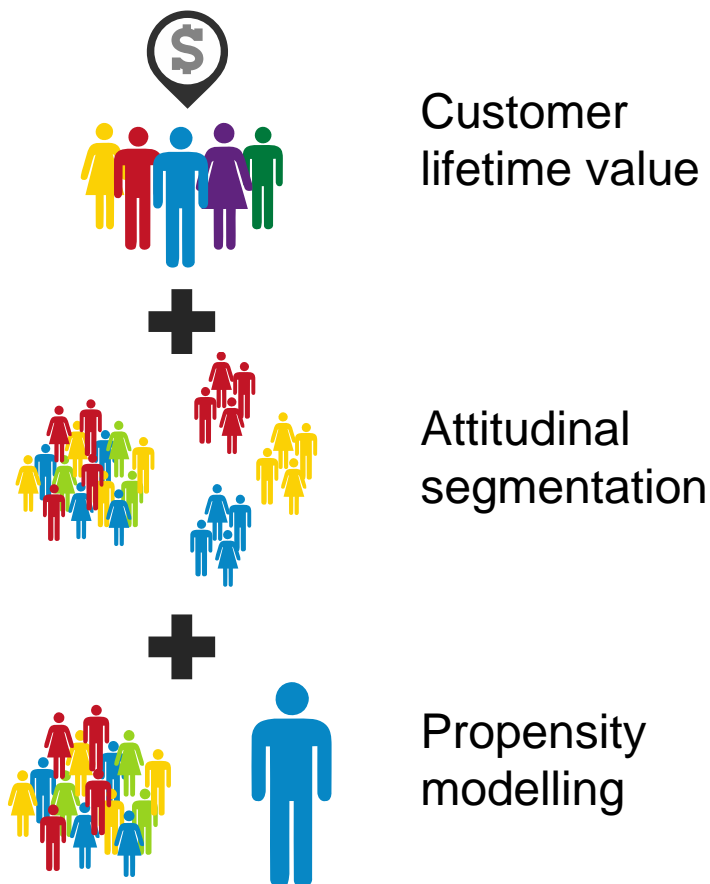 $
Customer
lifetime value
Attitudinal
segmentation
Propensity
modelling